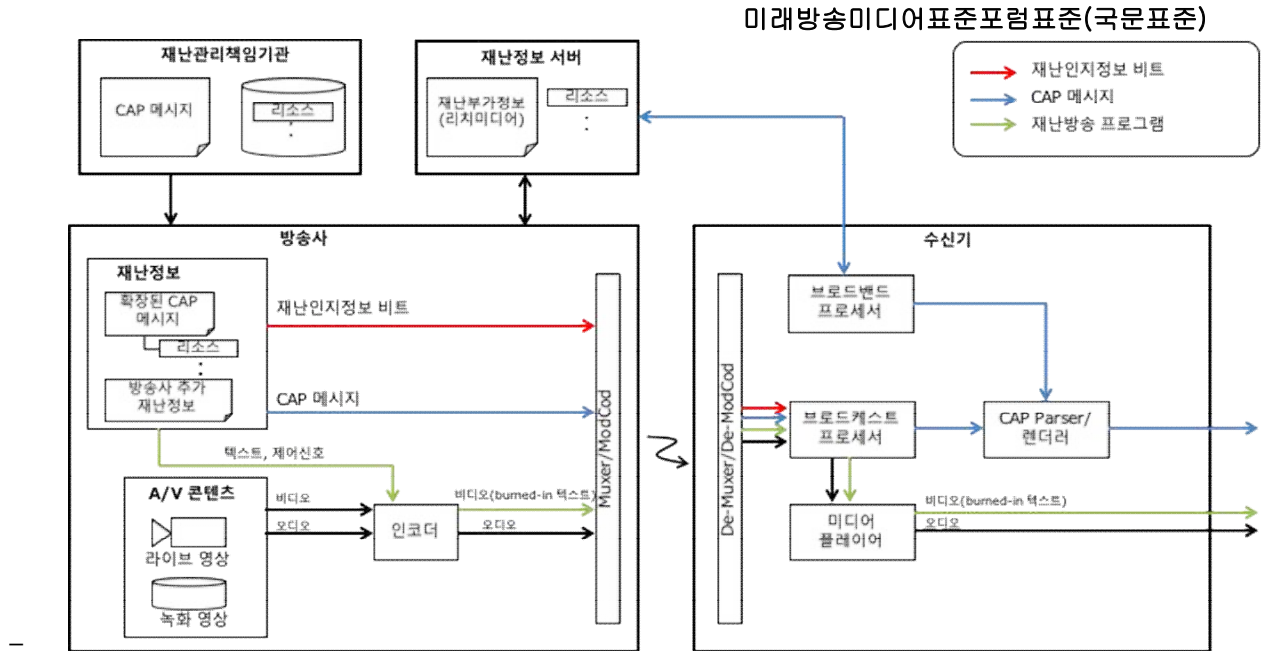 미래방송미디어표준포럼표준(국문표준)
재난관리책임기관
CAP 메시지
리소스
재난정보 서버
재난부가정보
(리치미디어)
리소스
재난인지정보 비트
CAP 메시지
재난방송 프로그램
방송사
재난정보
확장된 CAP
메시지
리소스
방송사 추가
재난정보
재난인지정보 비트
CAP 메시지
텍스트, 제어신호
A/V 콘텐츠
라이브 영상
녹화 영상
비디오
오디오
인코더
비디오(burned-in 텍스트)
오디오
Muxer/ModCod
수신기
De-Muxer/De-ModCod
브로드밴드
프로세서
브로드케스트
프로세서
CAP Parser/
렌더러
미디어
플레이어
비디오(burned-in 텍스트)
오디오